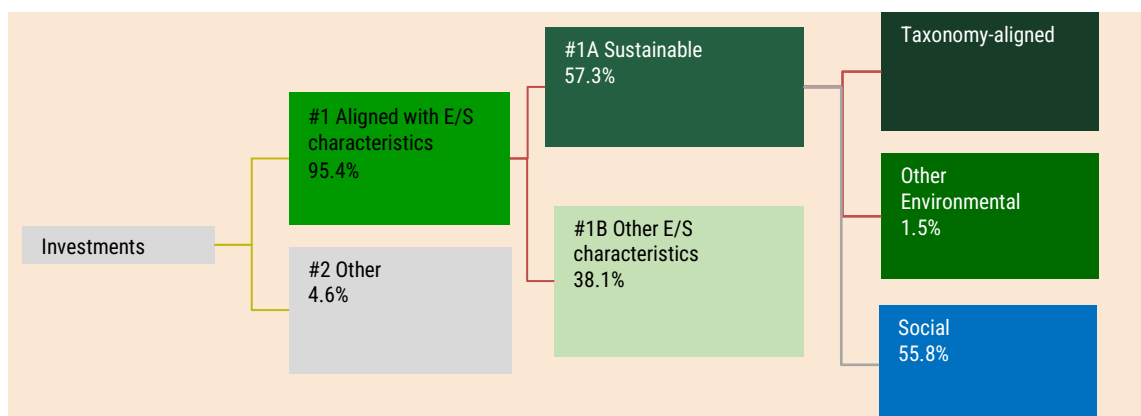 Investments
#1 Aligned with E/S
characteristics
95.4%
#2 Other
4.6%
#1A Sustainable
57.3%
#1B Other E/S
characteristics
38.1%
Taxonomy-aligned
Other
Environmental
1.5%
Social
55.8%